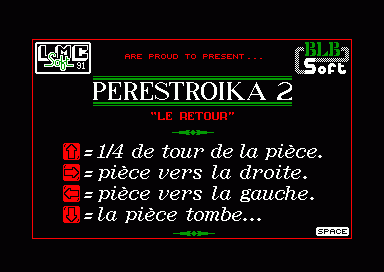 LMC
Soft
91
ARE PROUD TO PRESENT...
BLB
Soft
PERESTROIKA 2
"LE RETOUR"
= 1/4 de tour de la pièce.
= pièce vers la droite.
= pièce vers la gauche.
= la pièce tombe...
SPACE